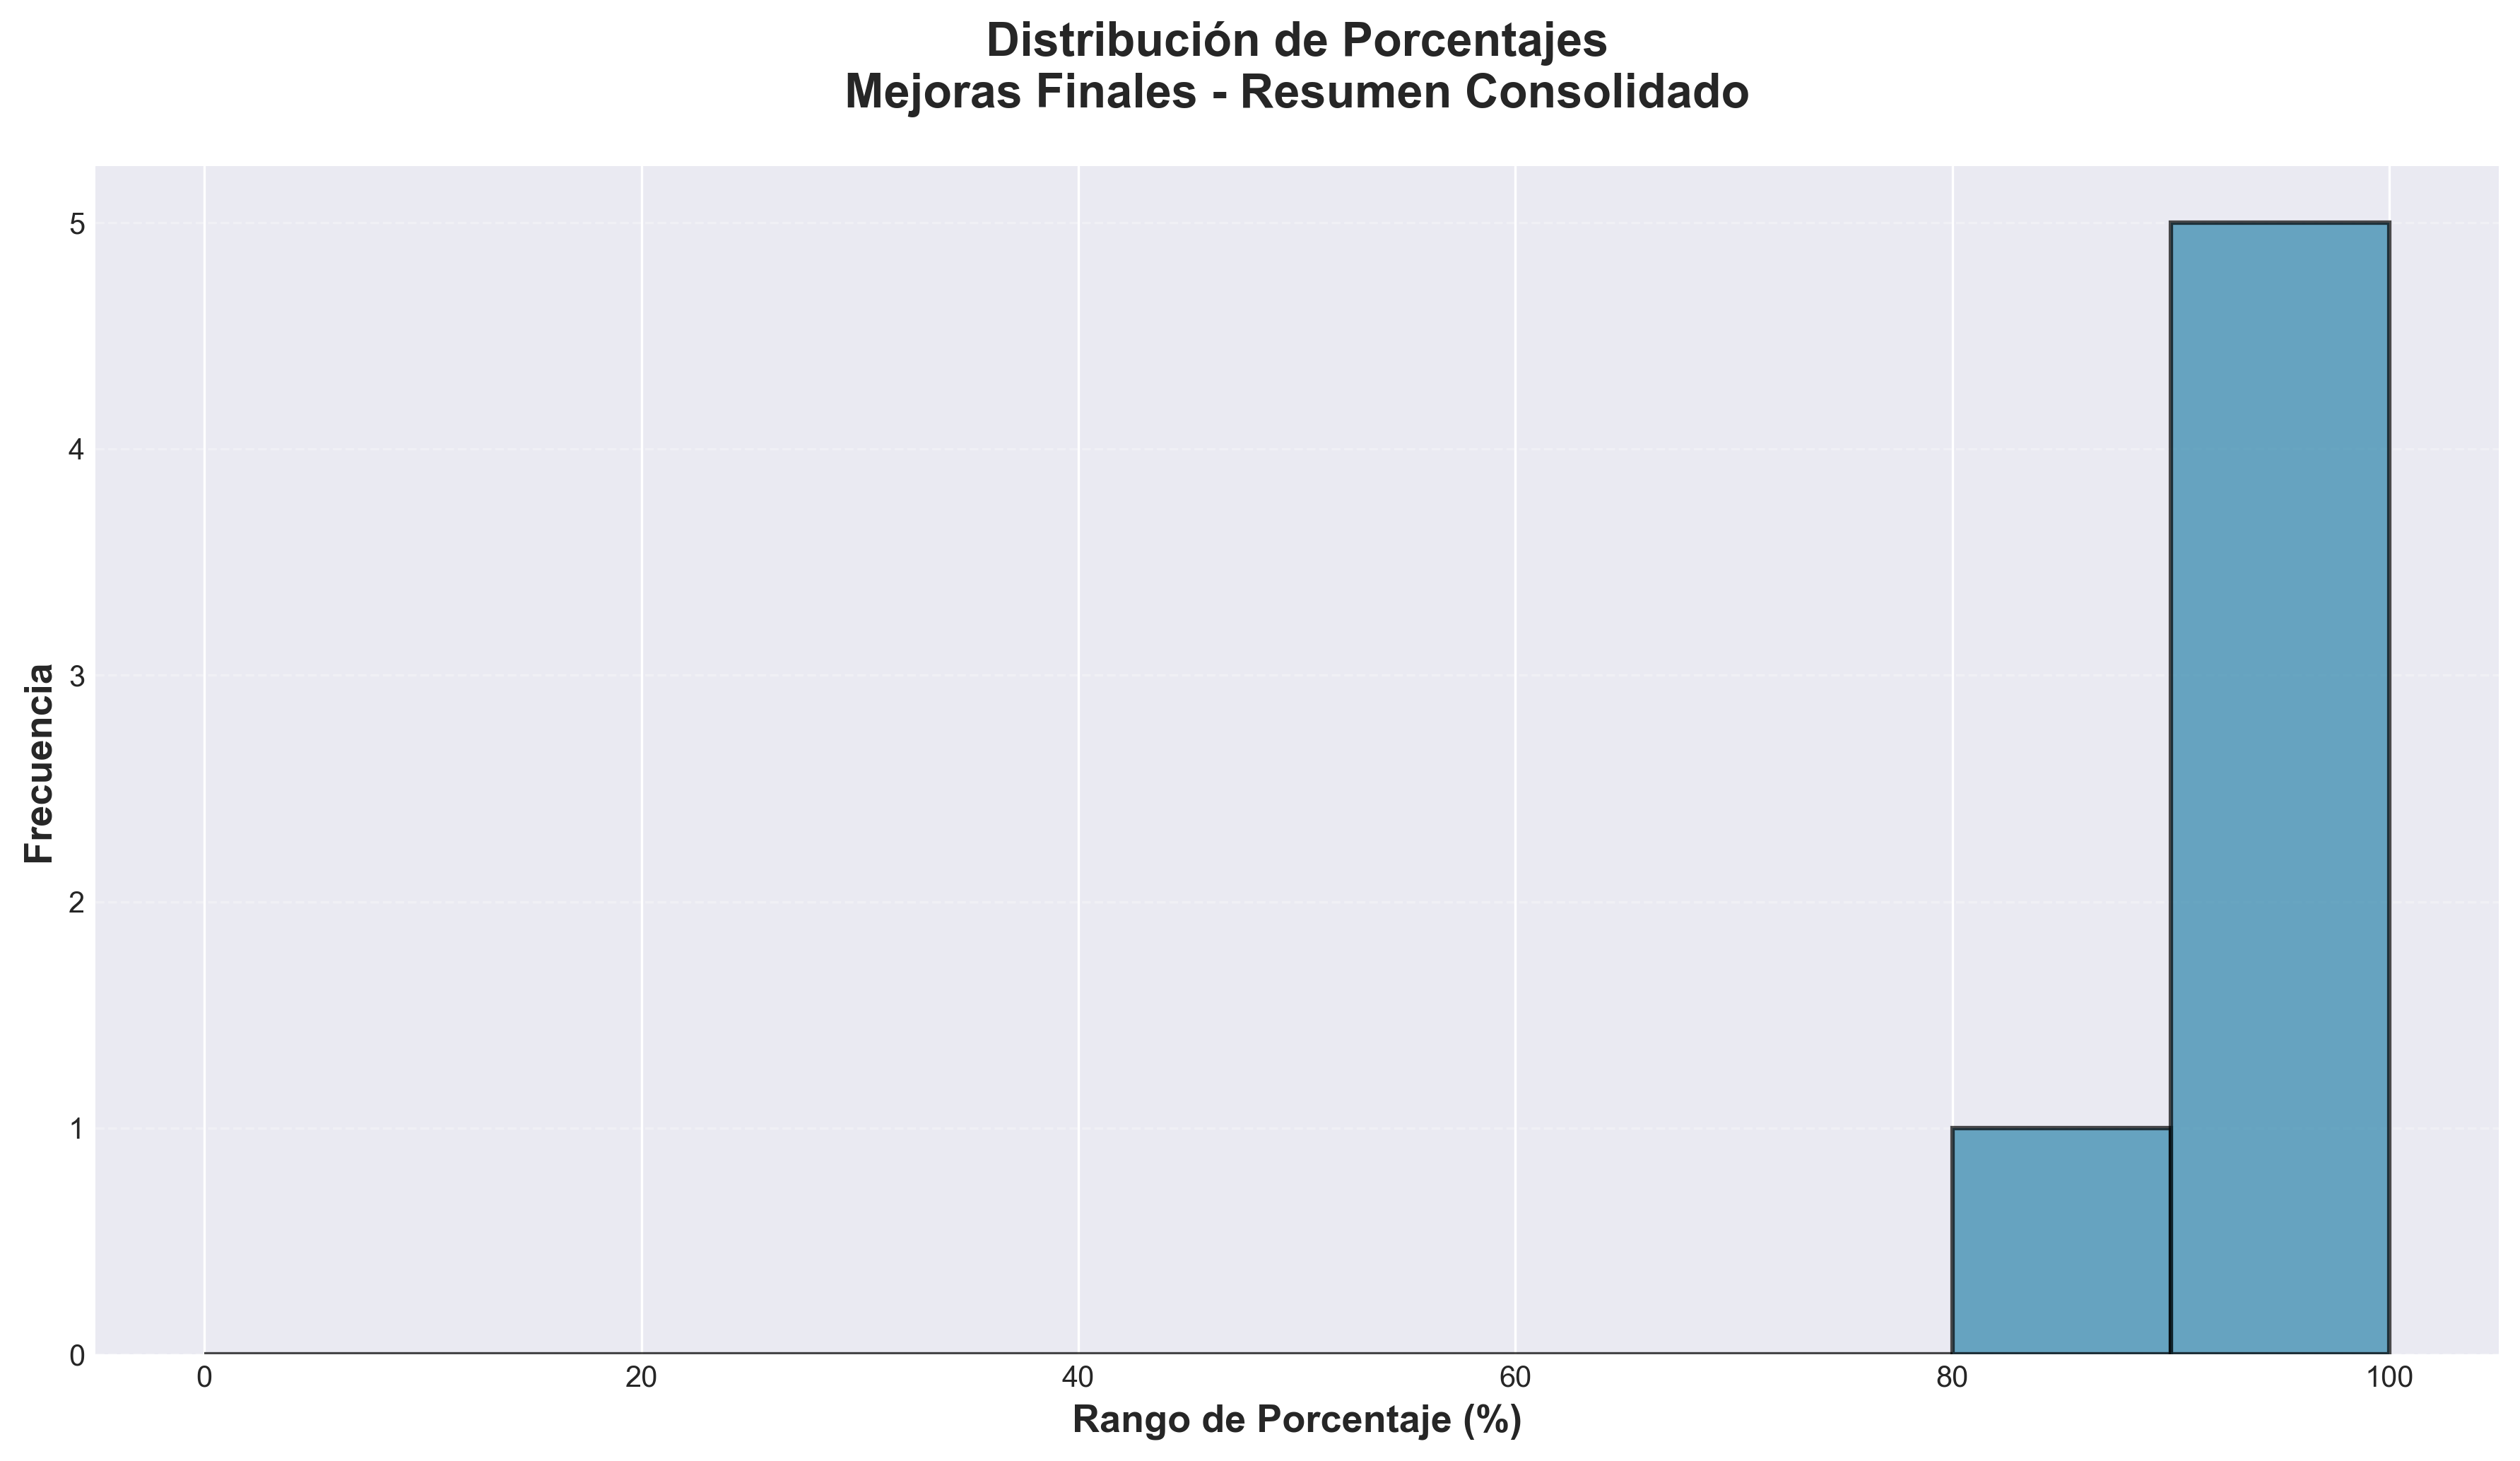 Distribución de Porcentajes
Mejoras Finales - Resumen Consolidado
Frecuencia
5
4
3
2
1
0
0 20 40 60 80 100
Rango de Porcentaje (%)